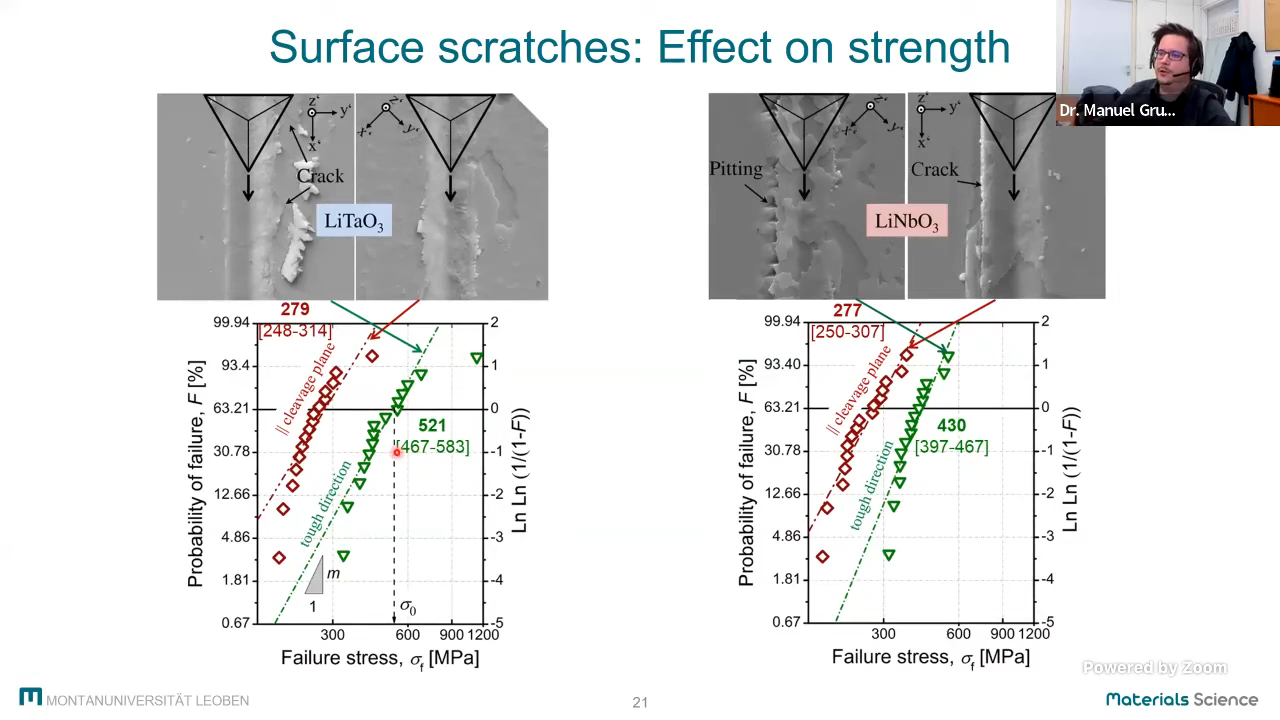 Surface scratches: Effect on strength
Dr. Manuel Gru...
z' y' x'
x' z' y'
Crack
LiTaO3
x' z' y'
y' x'
Pitting
Crack
LiNbO3
279
[248-314]
99.94
93.4
63.21
30.78
12.66
4.86
1.81
0.67
Probability of failure, F [%]
// cleavage plane
tough direction
521
[467-583]
m
1
σ0
2
1
0
-1
-2
-3
-4
-5
Ln Ln (1/(1-F))
300 600 900 1200
Failure stress, σf [MPa]
277
[250-307]
99.94
93.40
63.21
30.78
12.66
4.86
1.81
0.67
Probability of failure, F [%]
// cleavage plane
tough direction
430
[397-467]
2
1
0
-1
-2
-3
-4
-5
Ln Ln (1/(1-F))
300 600 900 1200
Failure stress, σf [MPa]
Powered by Zoom
MONTANUNIVERSITÄT LEOBEN
21
Materials Science